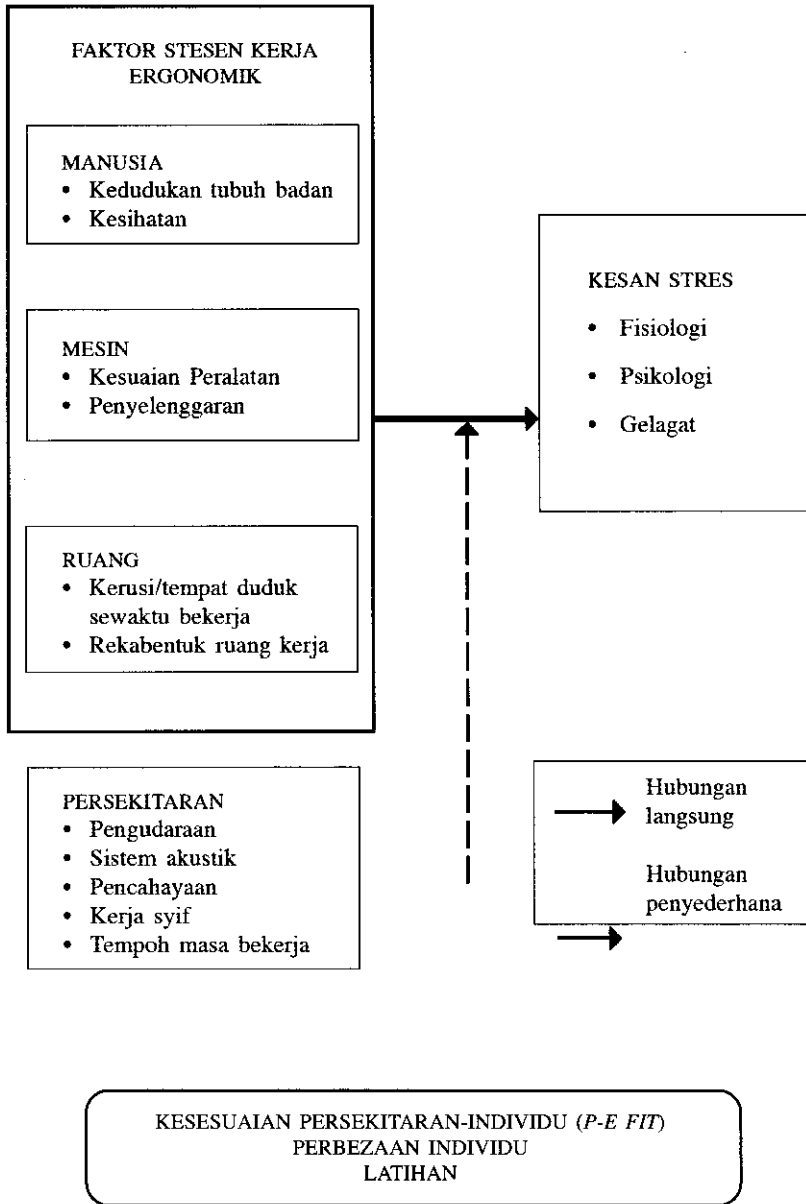 FAKTOR STESEN KERJA
ERGONOMIK
MANUSIA
• Kedudukan tubuh badan
• Kesihatan
MESIN
• Kesuaian Peralatan
• Penyelenggaran
RUANG
• Kerusi/tempat duduk
sewaktu bekerja
• Rekabentuk ruang kerja
PERSEKITARAN
• Pengudaraan
• Sistem akustik
• Pencahayaan
• Kerja syif
• Tempoh masa bekerja
KESAN STRES
• Fisiologi
• Psikologi
• Gelagat
Hubungan
langsung
Hubungan
penyederhana
KESESUAIAN PERSEKITARAN-INDIVIDU (P-E FIT)
PERBEZAAN INDIVIDU
LATIHAN